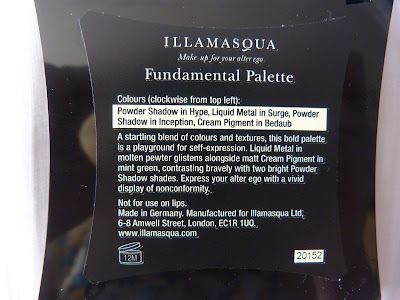 ILLAMASQUA
Make-up for your alter ego
Fundamental Palette
Colours (clockwise from top left):
Powder Shadow in Hype, Liquid Metal in Surge, Powder
Shadow in Inception, Cream Pigment in Bedaub
A startling blend of colours and textures, this bold palette
is a playground for self-expression. Liquid Metal in
molten pewter glistens alongside matt Cream Pigment in
mint green, contrasting bravely with two bright Powder
Shadow shades. Express your alter ego with a vivid
display of nonconformity.
Not for use on lips.
Made in Germany. Manufactured for Illamasqua Ltd,
6-8 Amwell Street, London, EC1R 1UQ.
www.illamasqua.com
12M
20152